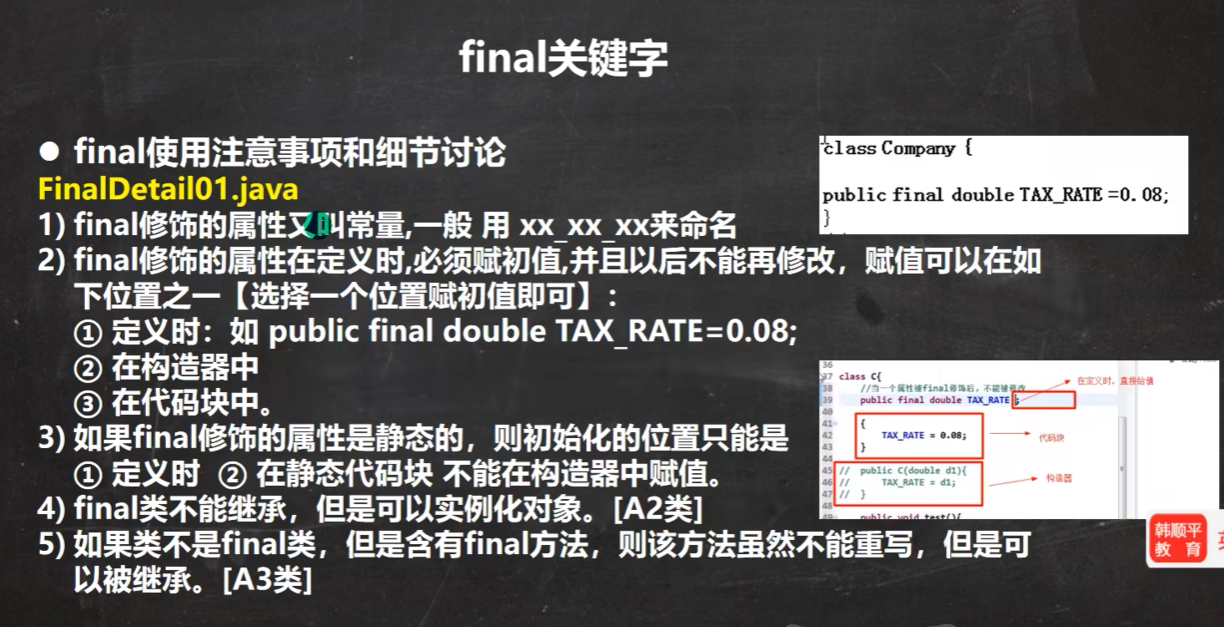 final关键字
● final使用注意事项和细节讨论
FinalDetail01.java
1) final修饰的属性又叫常量,一般 用 xx_xx_xx来命名
2) final修饰的属性在定义时,必须赋初值,并且以后不能再修改，赋值可以在如
下位置之一【选择一个位置赋初值即可】：
① 定义时：如 public final double TAX_RATE=0.08;
② 在构造器中
③ 在代码块中。
3) 如果final修饰的属性是静态的，则初始化的位置只能是
① 定义时 ② 在静态代码块 不能在构造器中赋值。
4) final类不能继承，但是可以实例化对象。[A2类]
5) 如果类不是final类，但是含有final方法，则该方法虽然不能重写，但是可
以被继承。[A3类]
class Company {
public final double TAX_RATE =0.08;
}
36
37 class C{
38 //当一个属性被final修饰后，不能被修改
39 public final double TAX_RATE ;
在定义时，直接给值
40
41 {
42 TAX_RATE = 0.08;
43 }
代码块
44
45 // public C(double d1){
46 // TAX_RATE = d1;
47 // }
构造器
48
49 public void test(){
韩顺平
教 育